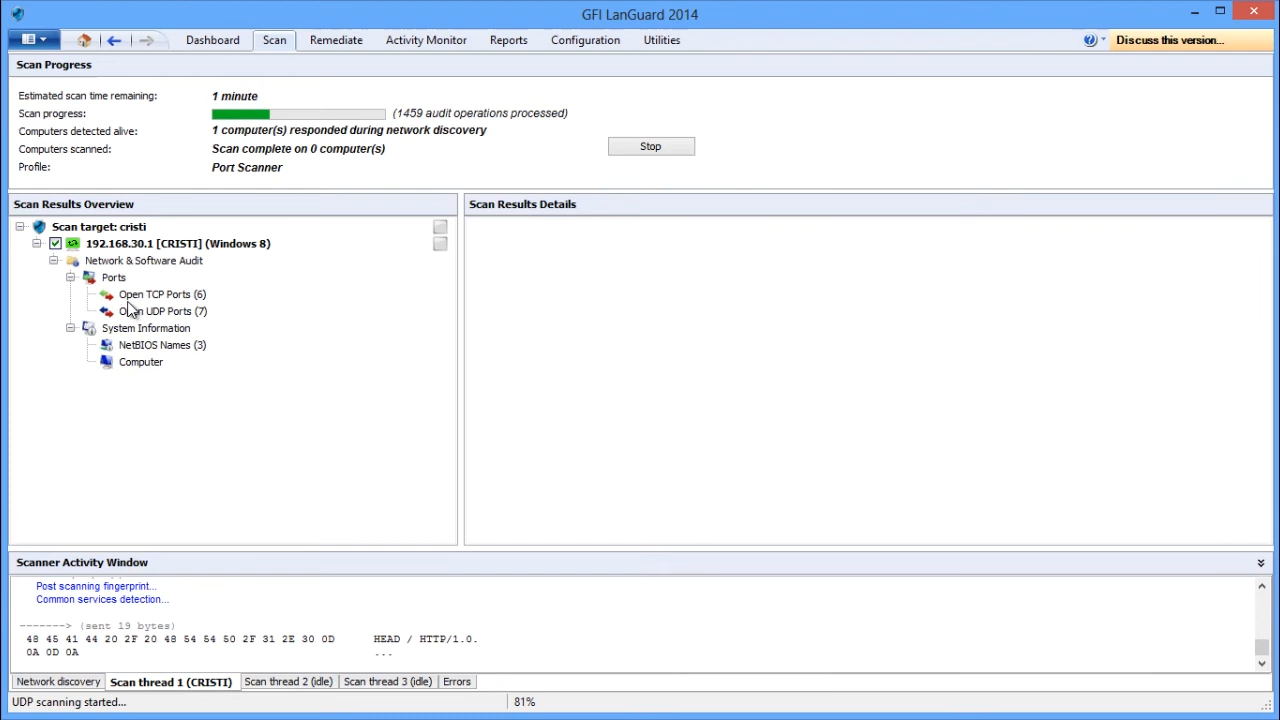 GFI LanGuard 2014
Dashboard Scan Remediate Activity Monitor Reports Configuration Utilities Discuss this version...
Scan Progress
Estimated scan time remaining: 1 minute
Scan progress: (1459 audit operations processed)
Computers detected alive: 1 computer(s) responded during network discovery
Computers scanned: Scan complete on 0 computer(s)
Stop
Profile: Port Scanner
Scan Results Overview
Scan Results Details
Scan target: cristi
192.168.30.1 [CRISTI] (Windows 8)
Network & Software Audit
Ports
Open TCP Ports (6)
Open UDP Ports (7)
System Information
NetBIOS Names (3)
Computer
Scanner Activity Window
Post scanning fingerprint...
Common services detection...
-------> (sent 19 bytes)
48 45 41 44 20 2F 20 48 54 54 50 2F 31 2E 30 0D HEAD / HTTP/1.0.
0A 0D 0A ...
Network discovery Scan thread 1 (CRISTI) Scan thread 2 (idle) Scan thread 3 (idle) Errors
UDP scanning started... 81%